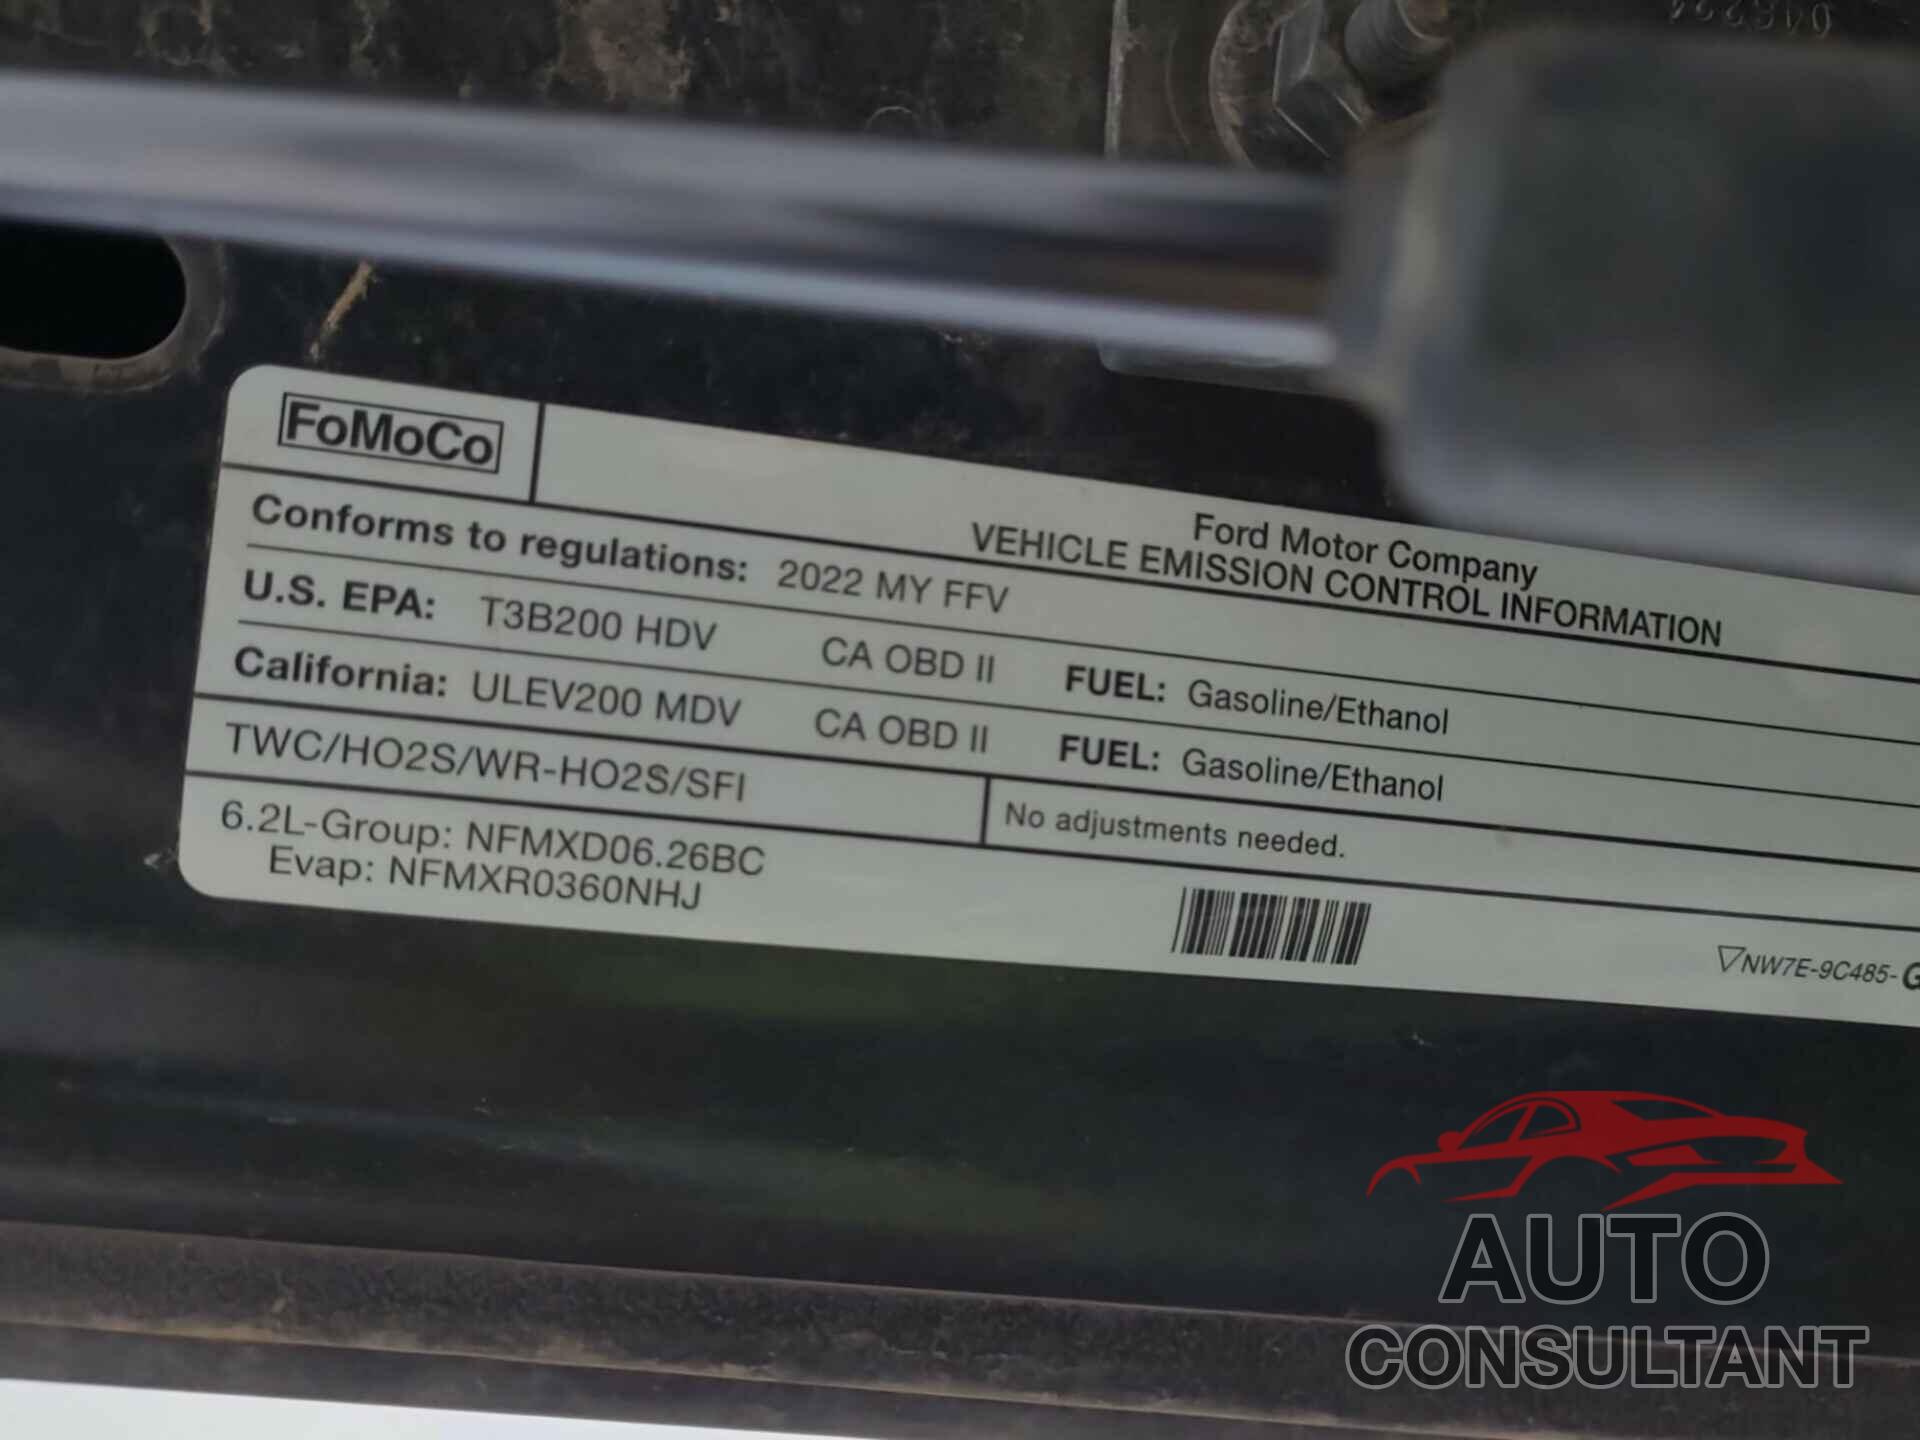 FoMoCo
Ford Motor Company
VEHICLE EMISSION CONTROL INFORMATION
Conforms to regulations: 2022 MY FFV
U.S. EPA: T3B200 HDV CA OBD II FUEL: Gasoline/Ethanol
California: ULEV200 MDV CA OBD II FUEL: Gasoline/Ethanol
TWC/HO2S/WR-HO2S/SFI
No adjustments needed.
6.2L-Group: NFMXD06.26BC
Evap: NFMXR0360NHJ
NW7E-9C485-G
AUTO
CONSULTANT